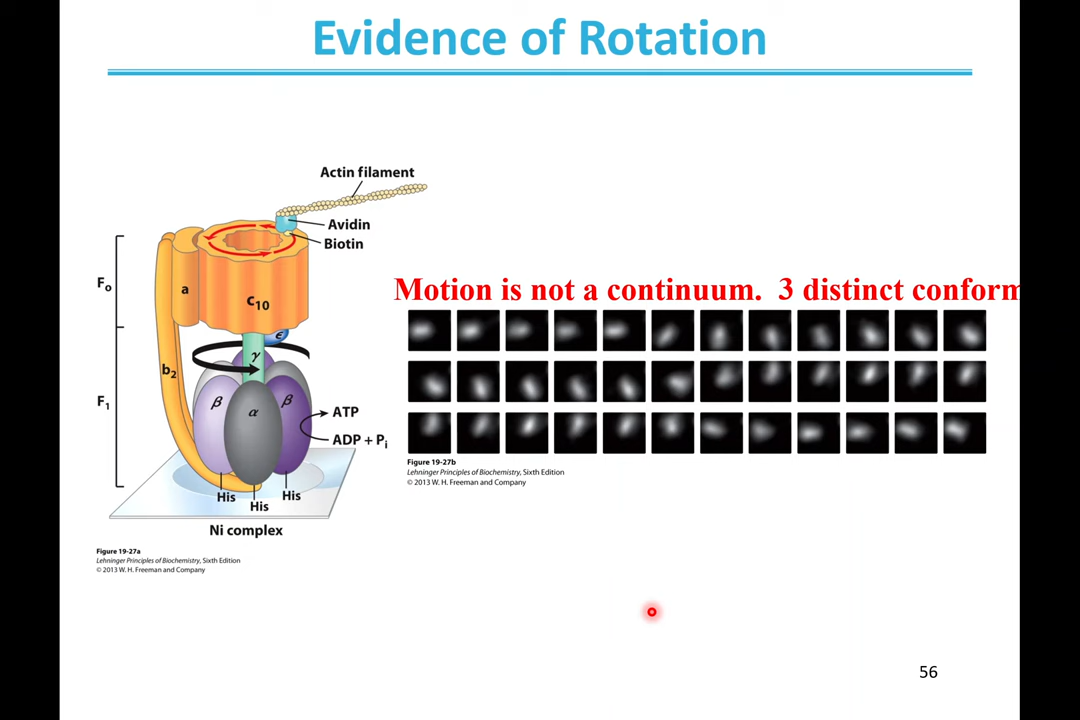 Evidence of Rotation
Actin filament
Avidin
Biotin
Fo
a
c10
Motion is not a continuum. 3 distinct conform
ε
γ
b2
F1
β
α
β
ATP
ADP + Pi
His
His
His
Ni complex
Figure 19-27b
Lehninger Principles of Biochemistry, Sixth Edition
© 2013 W. H. Freeman and Company
Figure 19-27a
Lehninger Principles of Biochemistry, Sixth Edition
© 2013 W. H. Freeman and Company
56